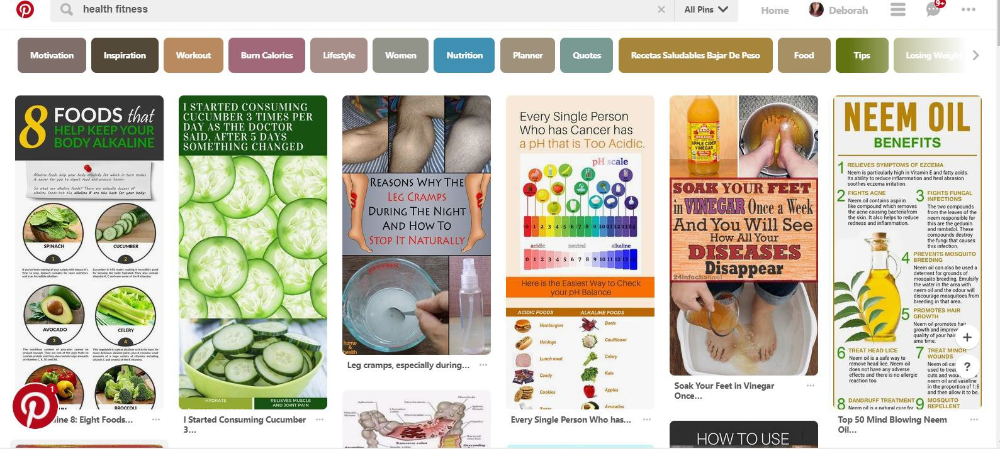 health fitness
All Pins
Home
Deborah
9+
Motivation
Inspiration
Workout
Burn Calories
Lifestyle
Women
Nutrition
Planner
Quotes
Recetas Saludables Bajar De Peso
Food
Tips
Losing Weight
8 FOODS that
HELP KEEP YOUR
BODY ALKALINE
Alkaline foods help your body emulsify fat which in turn makes
it easier for you to digest food and process toxins.
So what are alkaline foods? There are actually dozens of
alkaline foods but the alkaline 8 are the best for your body:
SPINACH
1
CUCUMBER
2
AVOCADO
3
CELERY
4
BROCCOLI
1
line 8: Eight Foods...
I STARTED CONSUMING
CUCUMBER 3 TIMES PER
DAY AS THE DOCTOR
SAID, AFTER 5 DAYS
SOMETHING CHANGED
HYDRATE
RELIEVES MUSCLE
AND JOINT PAIN
I Started Consuming Cucumber
3...
REASONS WHY THE
LEG CRAMPS
DURING THE NIGHT
AND HOW TO
STOP IT NATURALLY
PYREX
home
&
health
Leg cramps, especially during...
Transverse colon
Every Single Person
Who has Cancer has
a pH that is Too Acidic.
pH scale
0 1 2 3 4 5 6 7 8 9 10 11 12 13 14
acidic neutral alkaline
0 1 2 3 4 5 6 7 8 9 10 11 12 13 14
Here is the Easiest Way to Check
your pH Balance
ACIDIC FOODS ALKALINE FOODS
Hamburgers Beets
Hotdogs Cauliflower
Lunch meat Celery
Candy Kale
Cookies Apples
Sugar Avocados
Every Single Person Who has...
BRAGG
ORGANIC
APPLE CIDER
VINEGAR
SOAK YOUR FEET
in VINEGAR Once a Week
And You Will See
How All Your
DISEASES
Disappear
24infochannel
Soak Your Feet in Vinegar
Once...
HOW TO USE
NEEM OIL
BENEFITS
1 RELIEVES SYMPTOMS OF EZCEMA
Neem is particularly high in Vitamin E and fatty acids.
Its ability to reduce inflammation and heal abrasion
soothes eczema irritation.
2 FIGHTS ACNE
Neem oil contains aspirin
like compound which removes
the acne causing bacteriafrom
the skin. It also helps to reduce
redness and inflammation.
3 FIGHTS FUNGAL
INFECTIONS
The two compounds
from the leaves of the
neem responsible for
this are the gedunin
and nimbidol. These
compounds destroy
the fungi that causes
this infection.
4 PREVENTS MOSQUITO
BREEDING
Neem oil can also be used a
deterrent for grounds of
mosquito breeding. Emulsify
the water in the area with
neem oil and the odour will
discourage mosquitoes from
breeding in that area.
5 PROMOTES HAIR
GROWTH
Neem oil promotes hair
growth and improv
quality of your hair
ame time.
6 TREAT HEAD LICE
Neem oil is a safe way to
remove head lice. Neem oil
does not have any adverse
effects and there is no allergic
reaction too.
7 TREAT MINOR
WOUNDS
Neem oil can
used to treat
cuts and wou
neem oil and vaseline
in the proportion of 1:5
and then allow it to be.
8 DANDRUFF TREATMENT
Neem oil is a natural cure for
9 MOSQUITO
REPELLENT
+
?
Top 50 Mind Blowing Neem
Oil...